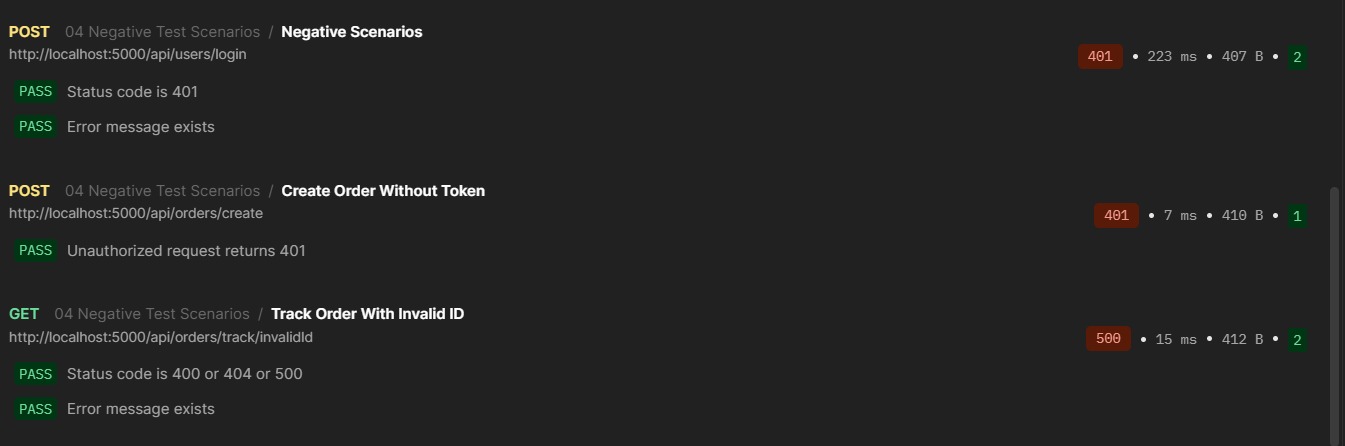 POST 04 Negative Test Scenarios / Negative Scenarios
http://localhost:5000/api/users/login
401 • 223 ms • 407 B • 2
PASS Status code is 401
PASS Error message exists
POST 04 Negative Test Scenarios / Create Order Without Token
http://localhost:5000/api/orders/create
401 • 7 ms • 410 B • 1
PASS Unauthorized request returns 401
GET 04 Negative Test Scenarios / Track Order With Invalid ID
http://localhost:5000/api/orders/track/invalidId
500 • 15 ms • 412 B • 2
PASS Status code is 400 or 404 or 500
PASS Error message exists